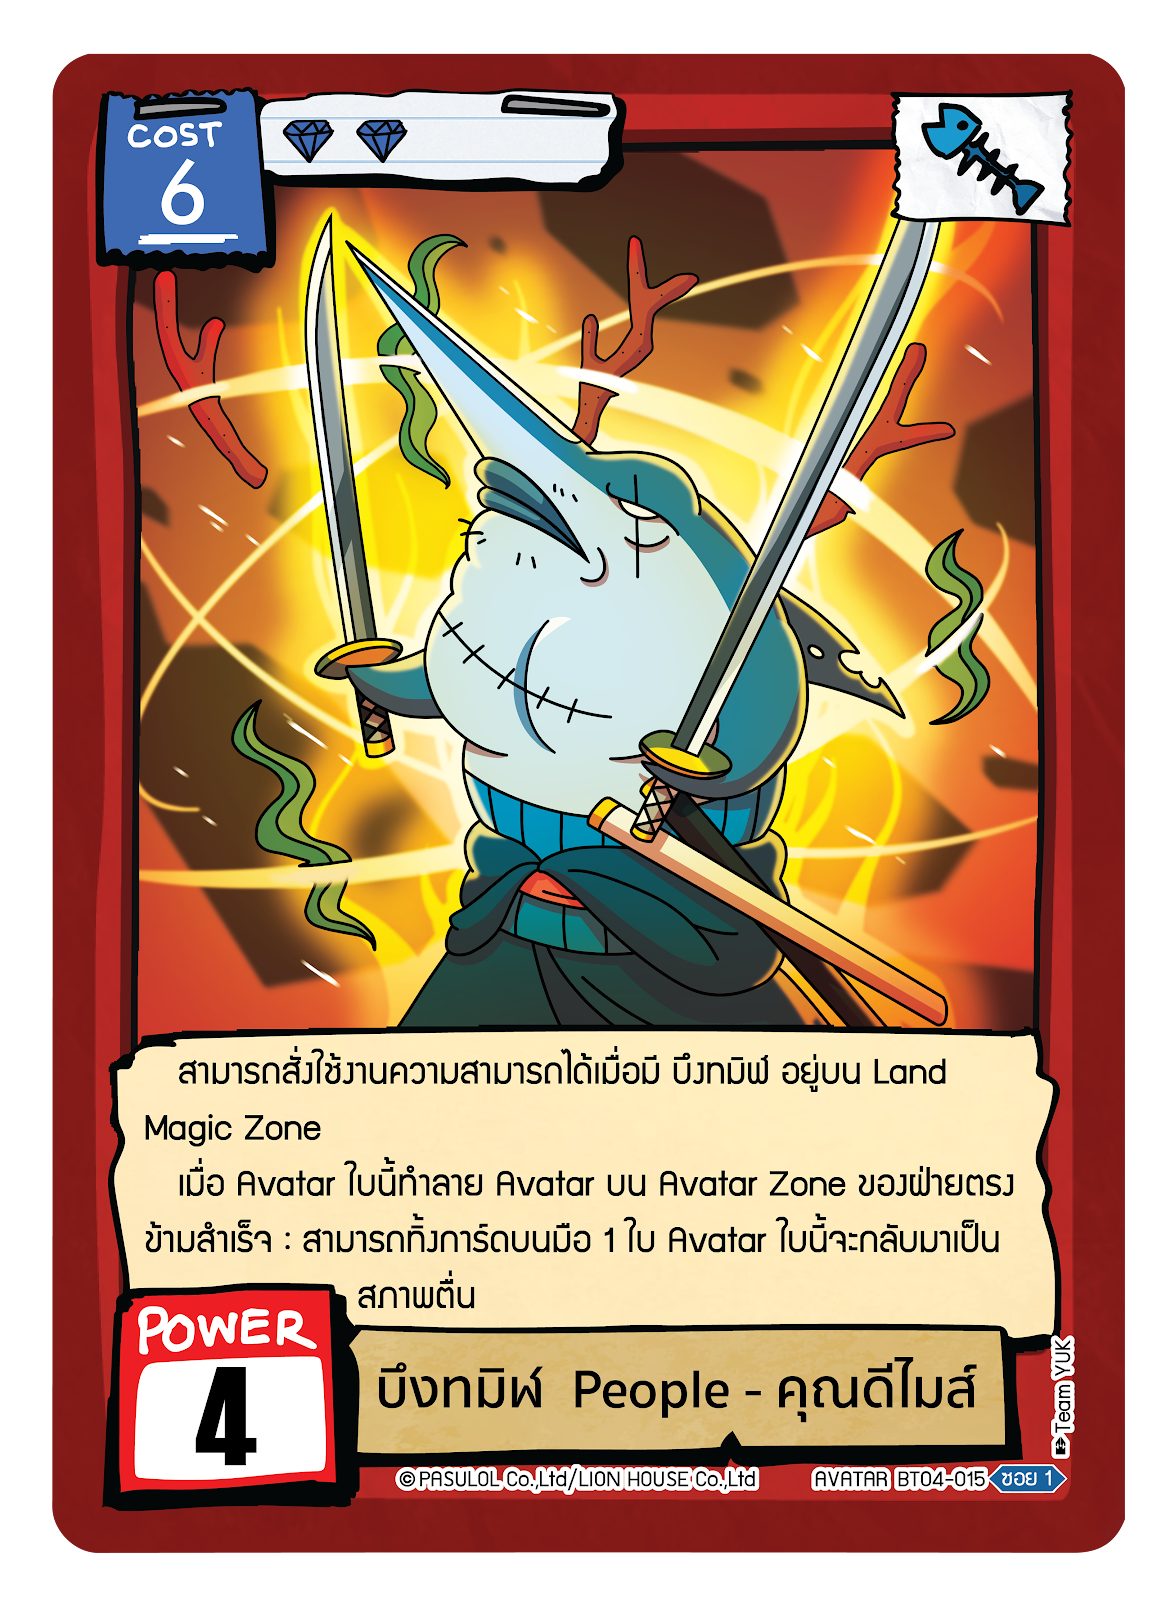 COST
6
สามารถสั่งใช้งานความสามารถได้เมื่อมี บึงทมิฬ อยู่บน Land
Magic Zone
เมื่อ Avatar ใบนี้ทำลาย Avatar บน Avatar Zone ของฝ่ายตรง
ข้ามสำเร็จ : สามารถทิ้งการ์ดบนมือ 1 ใบ Avatar ใบนี้จะกลับมาเป็น
สภาพตื่น
POWER
4
บึงทมิฬ People - คุณดีไมส์
Team YUK
© PASULOL Co.,Ltd/LION HOUSE Co.,Ltd
AVATAR BT04-015 ซอย 1